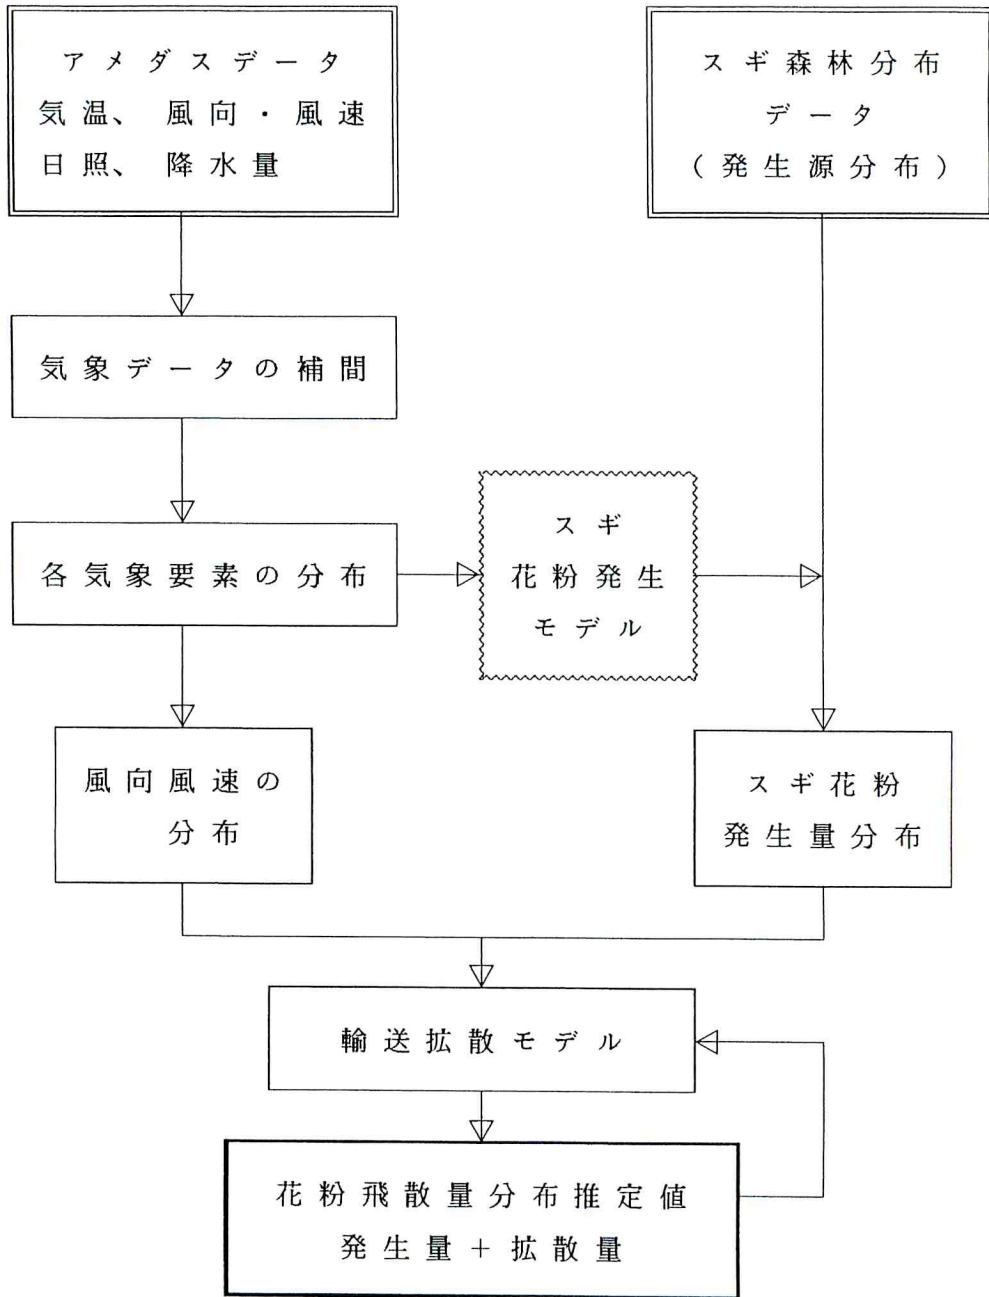 アメダスデータ
気温、風向・風速
日照、降水量
スギ森林分布
データ
(発生源分布)
気象データの補間
各気象要素の分布
スギ
花粉発生
モデル
風向風速の
分布
スギ花粉
発生量分布
輸送拡散モデル
花粉飛散量分布推定値
発生量+拡散量